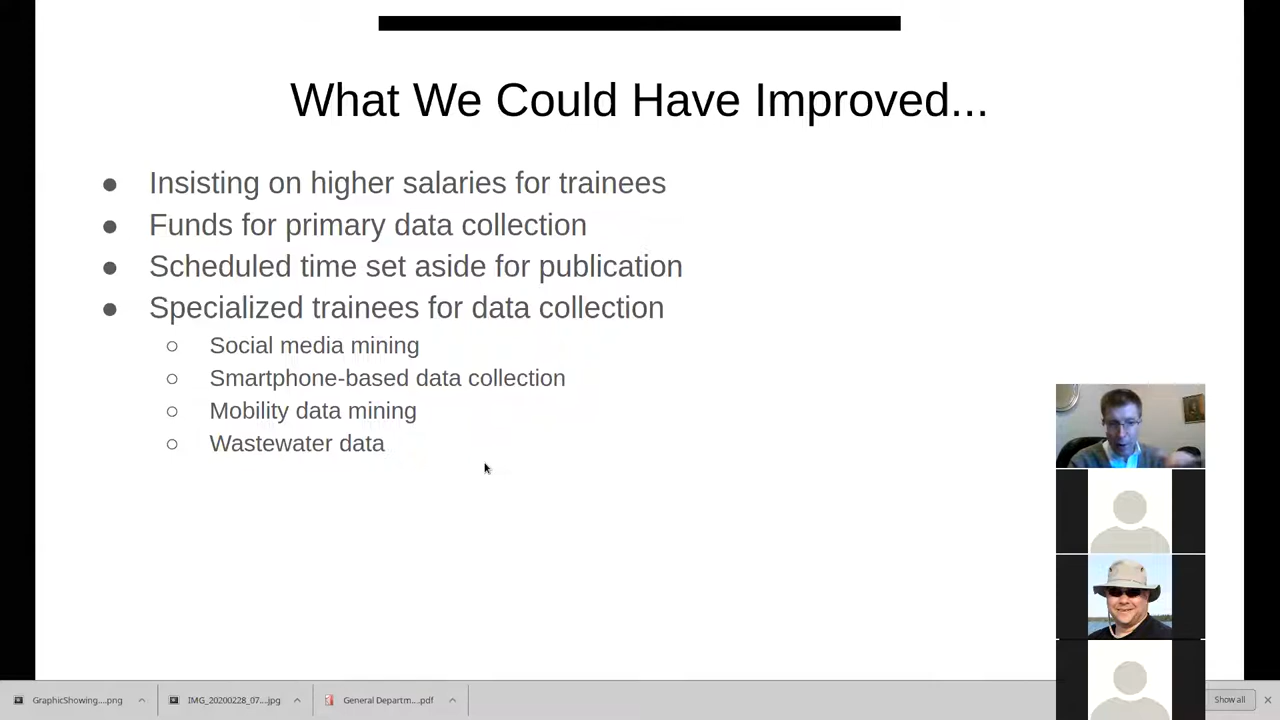 What We Could Have Improved...
● Insisting on higher salaries for trainees
● Funds for primary data collection
● Scheduled time set aside for publication
● Specialized trainees for data collection
○ Social media mining
○ Smartphone-based data collection
○ Mobility data mining
○ Wastewater data
GraphicShowing....png
IMG_20200228_07...jpg
General Departm...pdf
Show all